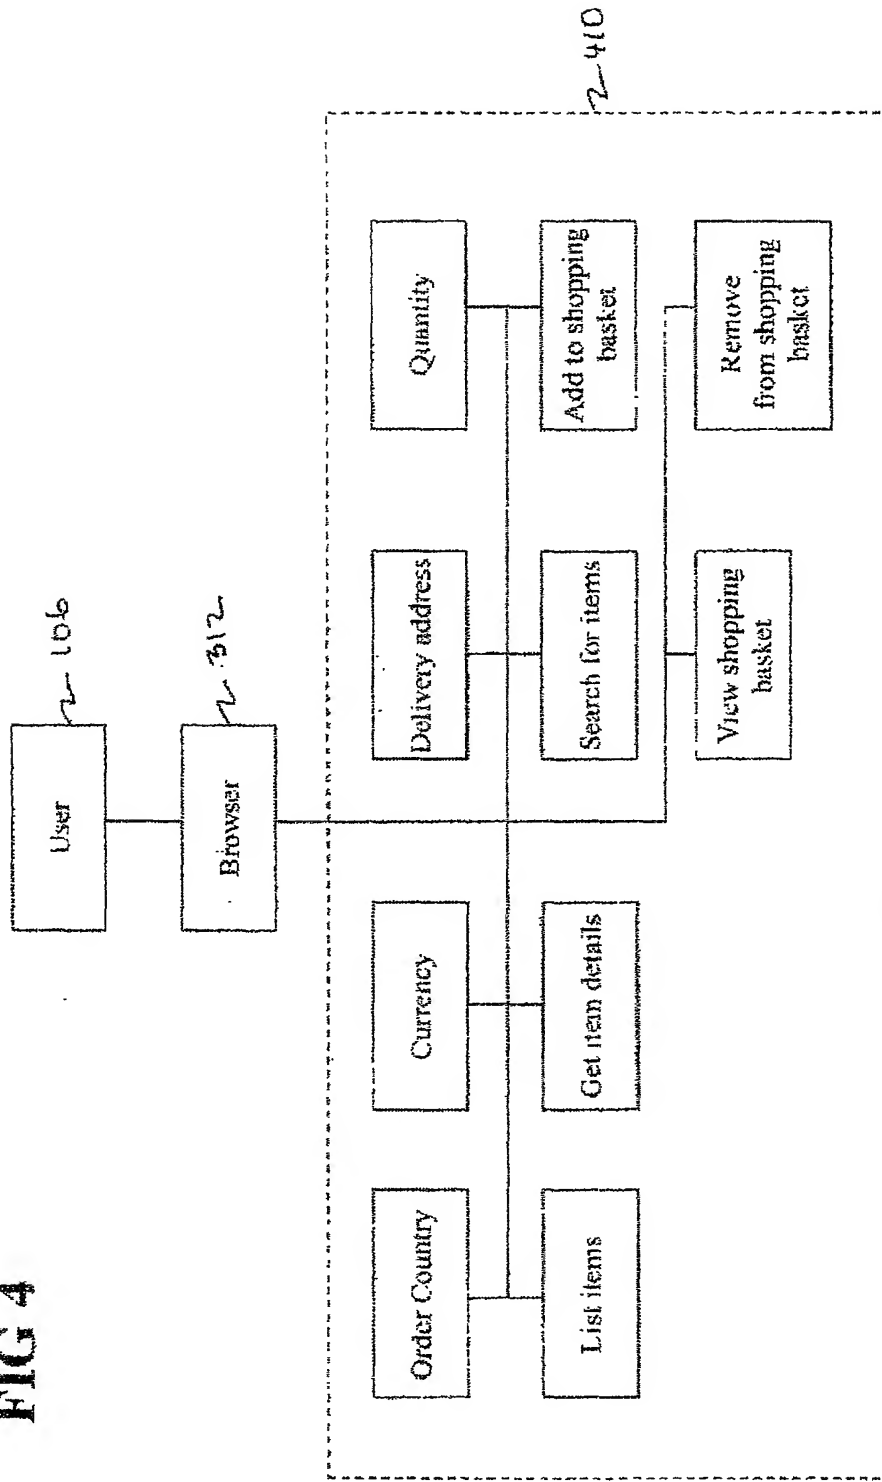 FIG 4
User
106
Browser
312
410
Order Country
Currency
Delivery address
Quantity
List items
Get item details
Search for items
Add to shopping
basket
View shopping
basket
Remove
from shopping
basket